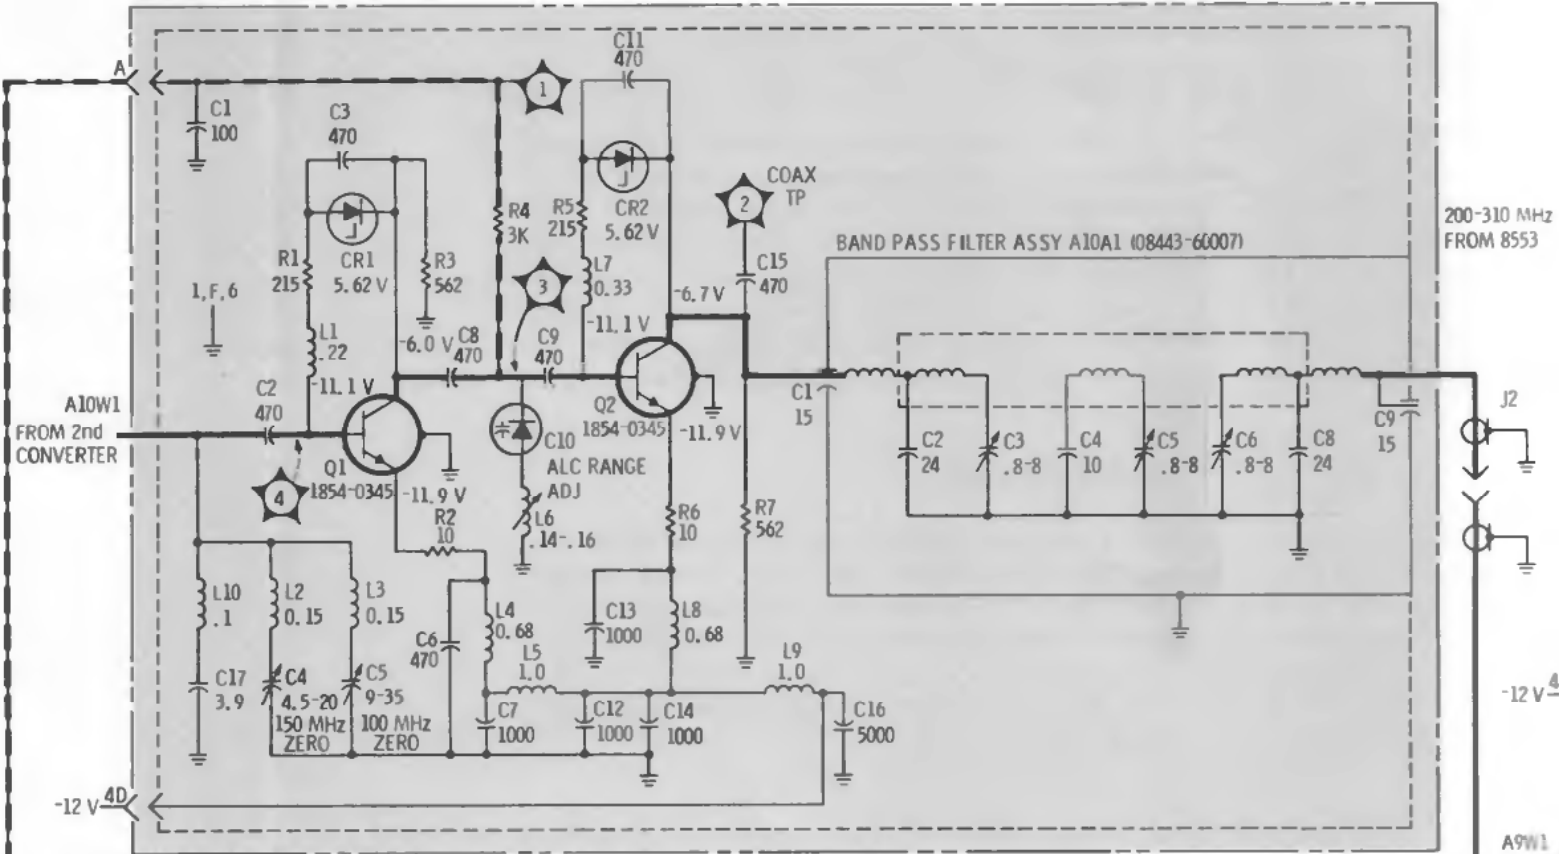 A
C1
100
C3
470
1
C11
470
CR1
5.62 V
R1
215
R3
562
R4
3K
R5
215
CR2
5.62 V
COAX
TP
2
L7
0.33
C15
470
3
1, F, 6
L1
.22
-11.1 V
-6.0 V
C8
470
C9
470
-11.1 V
-6.7 V
BAND PASS FILTER ASSY A10A1 (08443-60007)
200-310 MHz
FROM 8553
A10W1
FROM 2nd
CONVERTER
C2
470
4
Q1
1854-0345
-11.9 V
R2
10
C10
ALC RANGE
ADJ
L6
.14-.16
Q2
1854-0345
-11.9 V
R6
10
R7
562
C1
15
C2
24
C3
.8-8
C4
10
C5
.8-8
C6
.8-8
C8
24
C9
15
J2
L10
.1
L2
0.15
L3
0.15
C17
3.9
C4
4.5-20
150 MHz
ZERO
C5
9-35
100 MHz
ZERO
C6
470
L4
0.68
L5
1.0
C13
1000
L8
0.68
L9
1.0
C7
1000
C12
1000
C14
1000
C16
5000
-12 V 4D
-12 V 4
A9W1